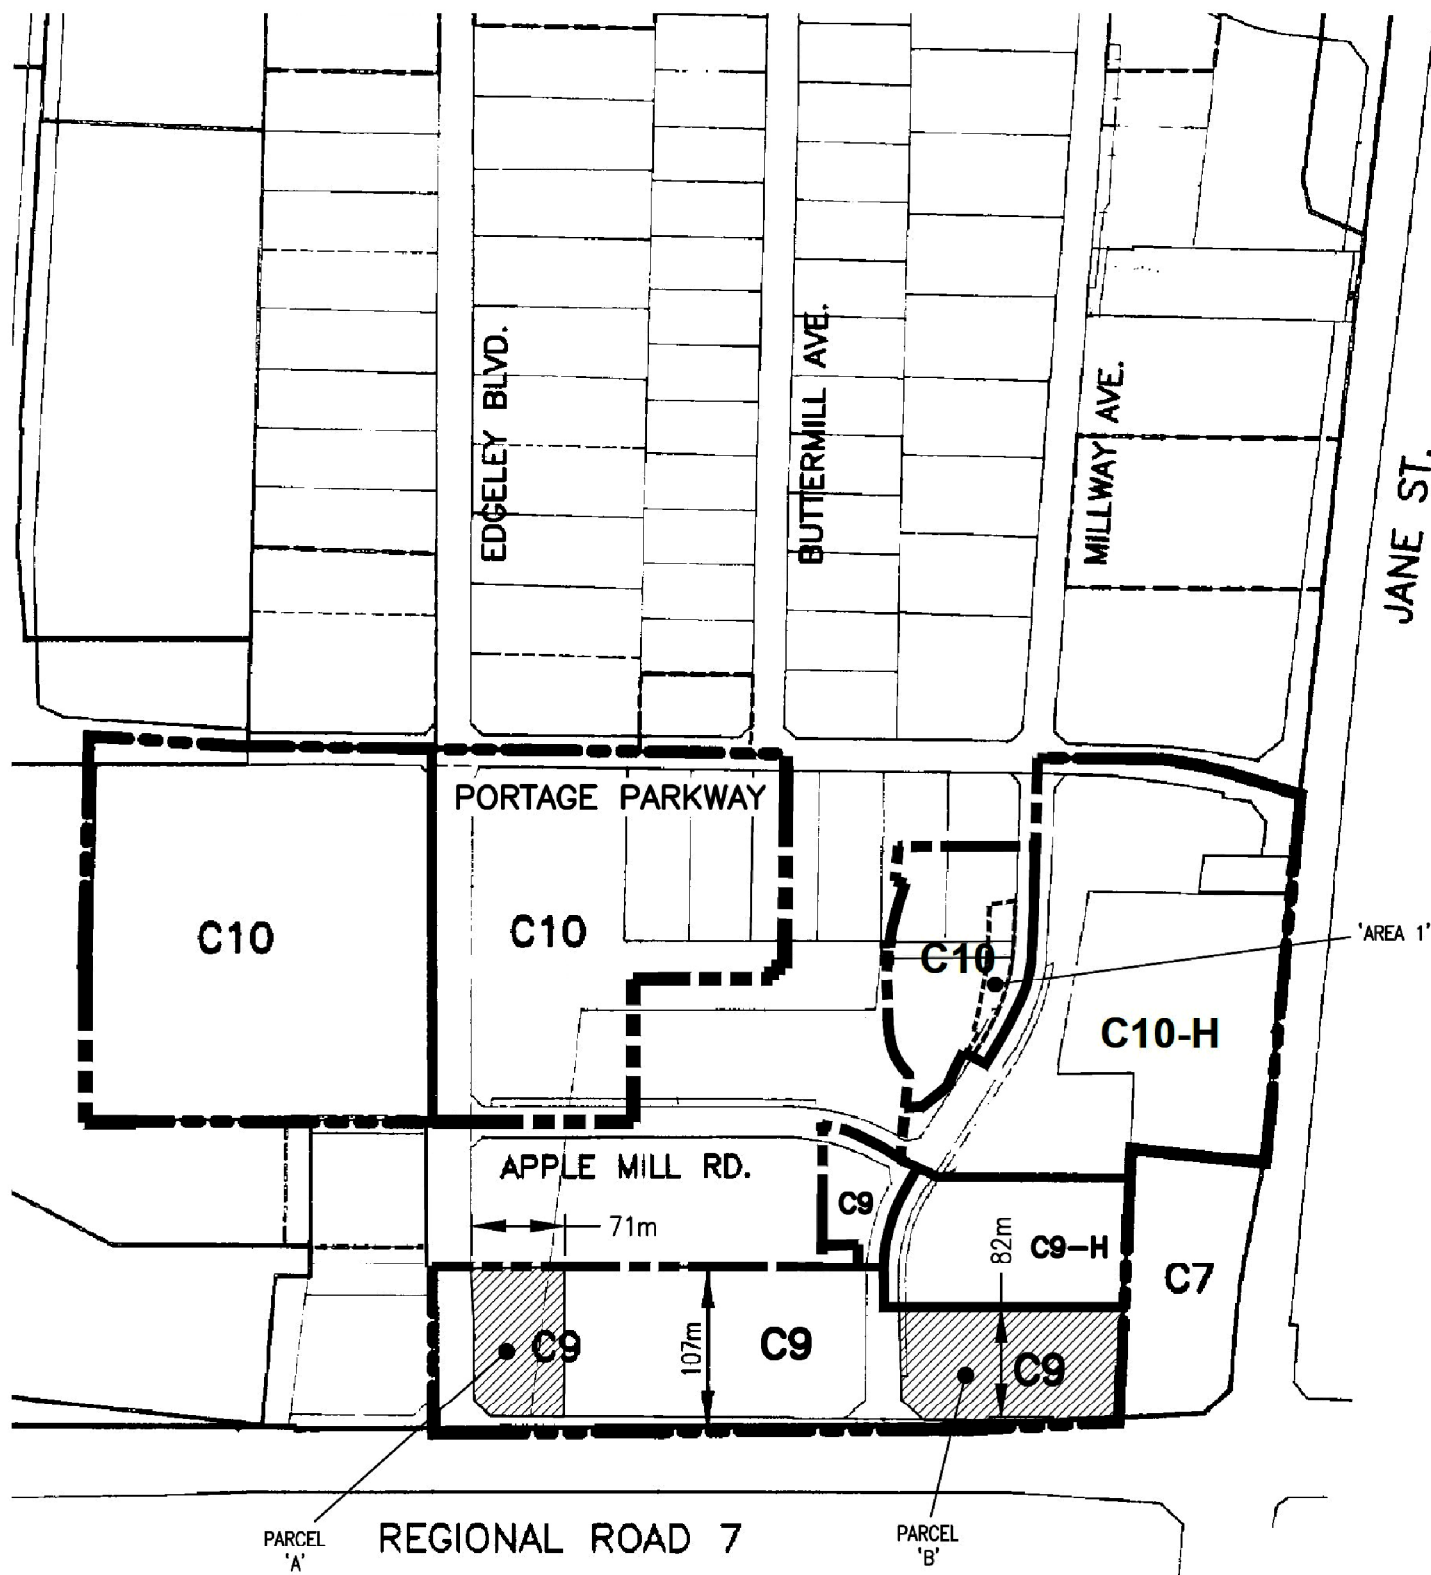 EDGELEY BLVD.
BUTTERMILL AVE.
MILLWAY AVE.
JANE ST.
PORTAGE PARKWAY
C10
C10
C10
'AREA 1'
C10-H
APPLE MILL RD.
71m
C9
82m
C9-H
C7
C9
107m
C9
C9
PARCEL
'A'
REGIONAL ROAD 7
PARCEL
'B'